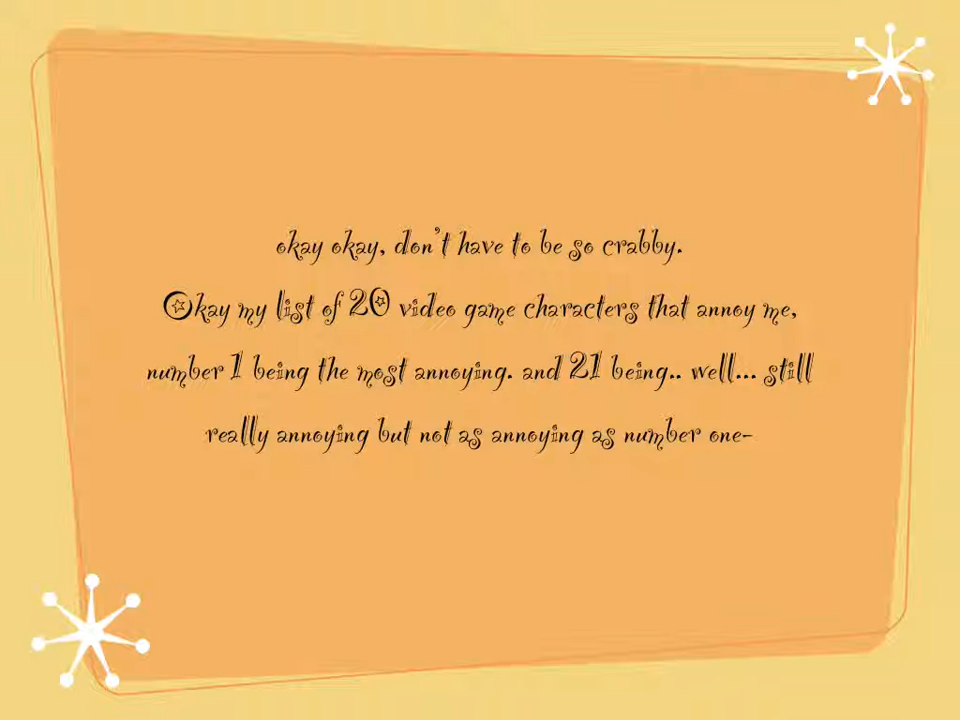 okay okay, don't have to be so crabby.
Okay my list of 20 video game characters that annoy me,
number 1 being the most annoying. and 21 being.. well... still
really annoying but not as annoying as number one-